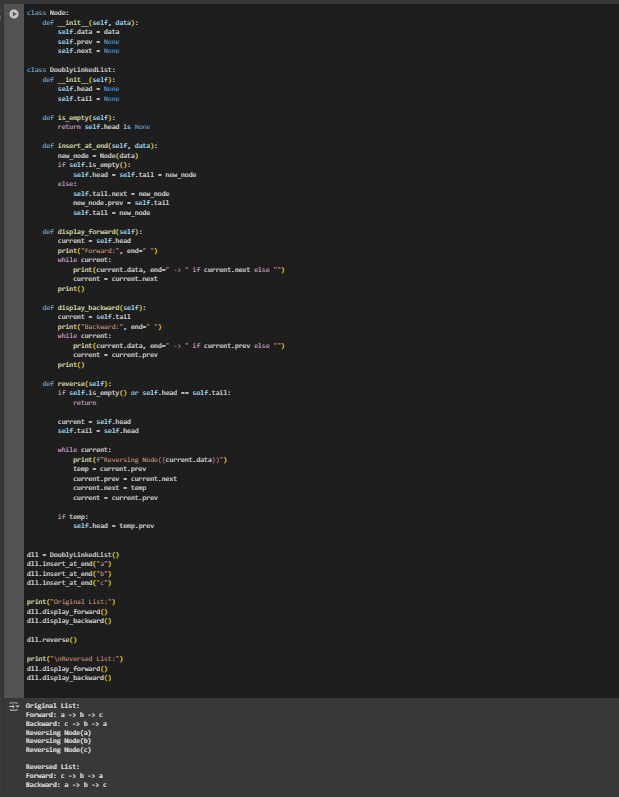 class Node:
    def __init__(self, data):
        self.data = data
        self.prev = None
        self.next = None

class DoublyLinkedList:
    def __init__(self):
        self.head = None
        self.tail = None

    def is_empty(self):
        return self.head is None

    def insert_at_end(self, data):
        new_node = Node(data)
        if self.is_empty():
            self.head = self.tail = new_node
        else:
            self.tail.next = new_node
            new_node.prev = self.tail
            self.tail = new_node

    def display_forward(self):
        current = self.head
        print("Forward:", end=" ")
        while current:
            print(current.data, end=" -> " if current.next else "")
            current = current.next
        print()

    def display_backward(self):
        current = self.tail
        print("Backward:", end=" ")
        while current:
            print(current.data, end=" -> " if current.prev else "")
            current = current.prev
        print()

    def reverse(self):
        if self.is_empty() or self.head == self.tail:
            return

        current = self.head
        self.tail = self.head

        while current:
            print(f"Reversing Node({current.data})")
            temp = current.prev
            current.prev = current.next
            current.next = temp
            current = current.prev

        if temp:
            self.head = temp.prev


dll = DoublyLinkedList()
dll.insert_at_end("a")
dll.insert_at_end("b")
dll.insert_at_end("c")

print("Original List:")
dll.display_forward()
dll.display_backward()

dll.reverse()

print("\nReversed List:")
dll.display_forward()
dll.display_backward()

Original List:
Forward: a -> b -> c
Backward: c -> b -> a
Reversing Node(a)
Reversing Node(b)
Reversing Node(c)

Reversed List:
Forward: c -> b -> a
Backward: a -> b -> c